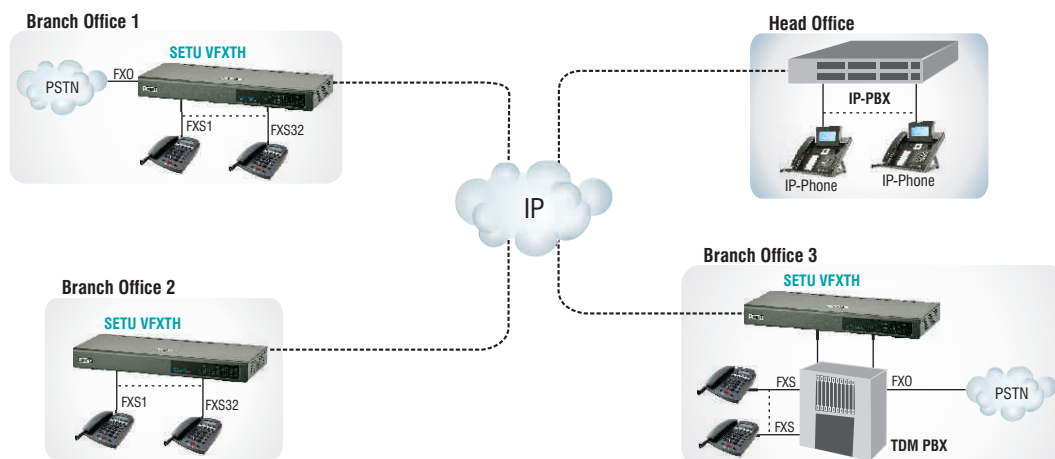 Branch Office 1
SETU VFXTH
FXO
PSTN
FXS1
FXS32
Head Office
IP-PBX
IP-Phone
IP-Phone
IP
Branch Office 2
SETU VFXTH
FXS1
FXS32
Branch Office 3
SETU VFXTH
FXS
FXO
PSTN
FXS
TDM PBX